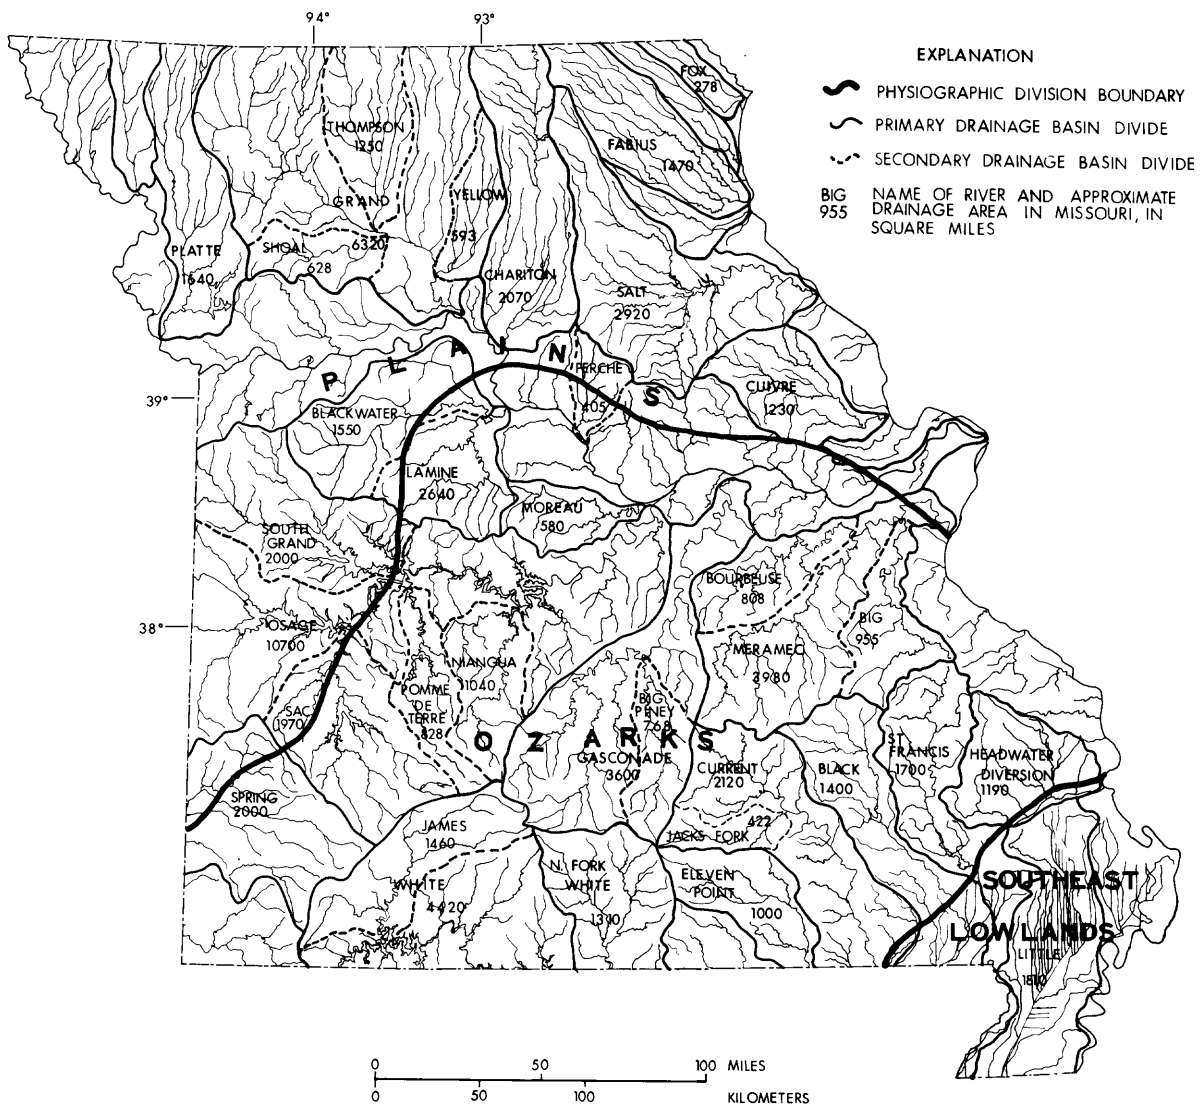 94°
93°
EXPLANATION
PHYSIOGRAPHIC DIVISION BOUNDARY
PRIMARY DRAINAGE BASIN DIVIDE
SECONDARY DRAINAGE BASIN DIVIDE
BIG NAME OF RIVER AND APPROXIMATE
955 DRAINAGE AREA IN MISSOURI, IN
SQUARE MILES
FOX
278
THOMPSON
1250
FABIUS
1470
GRAND
6320
YELLOW
593
PLATTE
1640
SHOAL
628
CHARITON
2070
SALT
2920
PLAINS
PERCHE
405
CUIVRE
1230
39°
BLACKWATER
1550
LAMINE
2640
MOREAU
580
SOUTH
GRAND
2000
BOURBEUSE
808
38°
OSAGE
10700
BIG
955
NIANGUA
1040
MERAMEC
3980
POMME
DE
TERRE
828
SAC
1970
BIG
PINEY
768
OZARKS
GASCONADE
3600
CURRENT
2120
BLACK
1400
ST
FRANCIS
1700
HEADWATER
DIVERSION
1190
SPRING
2000
JAMES
1460
422
JACKS FORK
N FORK
WHITE
1310
WHITE
4420
ELEVEN
POINT
1000
SOUTHEAST
LOWLANDS
LITTLE
0 50 100 MILES
0 50 100 KILOMETERS